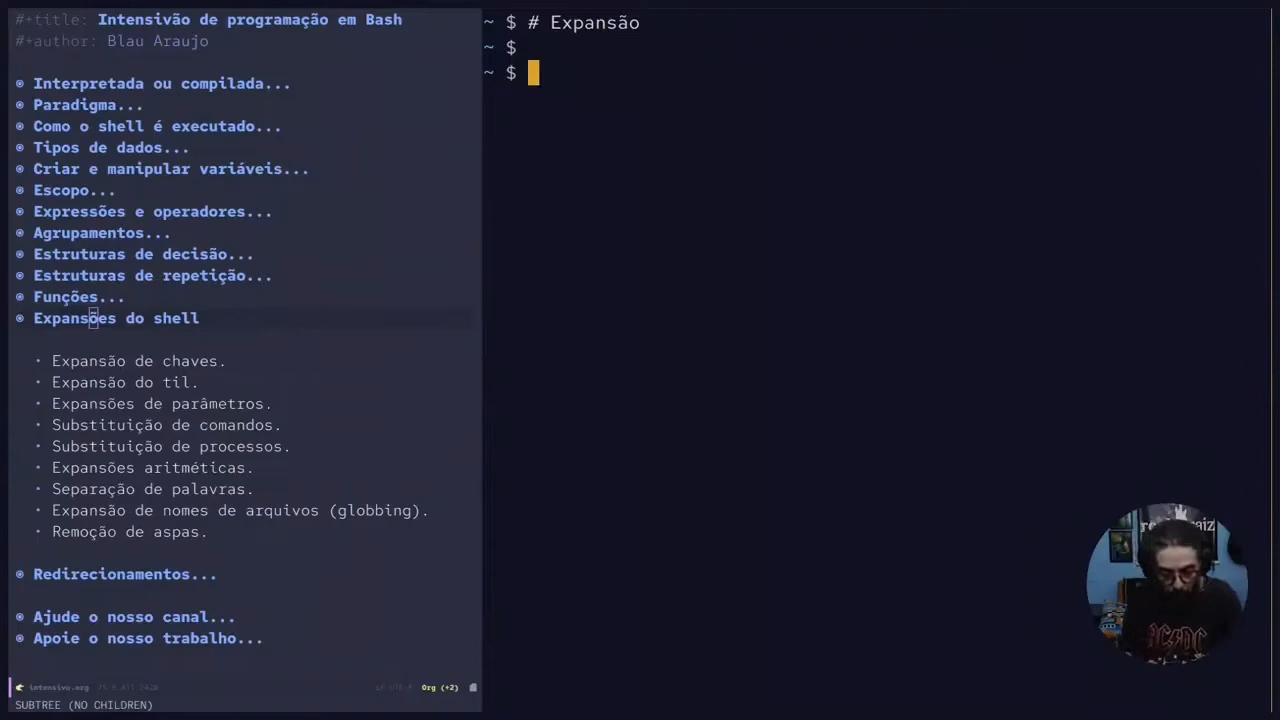 #+title: Intensivão de programação em Bash
#+author: Blau Araujo
Interpretada ou compilada...
Paradigma...
Como o shell é executado...
Tipos de dados...
Criar e manipular variáveis...
Escopo...
Expressões e operadores...
Agrupamentos...
Estruturas de decisão...
Estruturas de repetição...
Funções...
Expansões do shell
· Expansão de chaves.
· Expansão do til.
· Expansões de parâmetros.
· Substituição de comandos.
· Substituição de processos.
· Expansões aritméticas.
· Separação de palavras.
· Expansão de nomes de arquivos (globbing).
· Remoção de aspas.
Redirecionamentos...
Ajude o nosso canal...
Apoie o nosso trabalho...
intensivo.org Org (+2)
SUBTREE (NO CHILDREN)
~ $ # Expansão
~ $
~ $
AC/DC